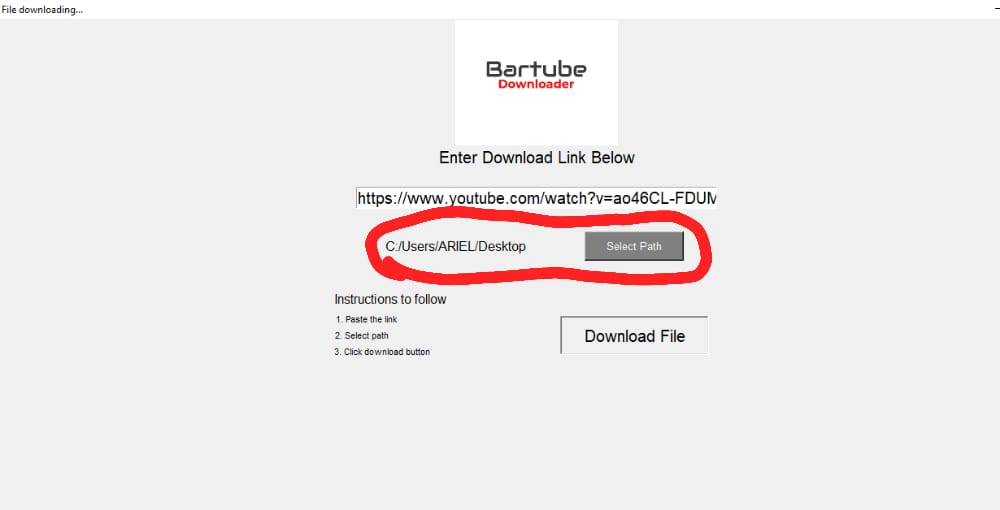 File downloading...
Bartube
Downloader
Enter Download Link Below
https://www.youtube.com/watch?v=ao46CL-FDUM
C:/Users/ARIEL/Desktop
Select Path
Instructions to follow
1. Paste the link
2. Select path
3. Click download button
Download File